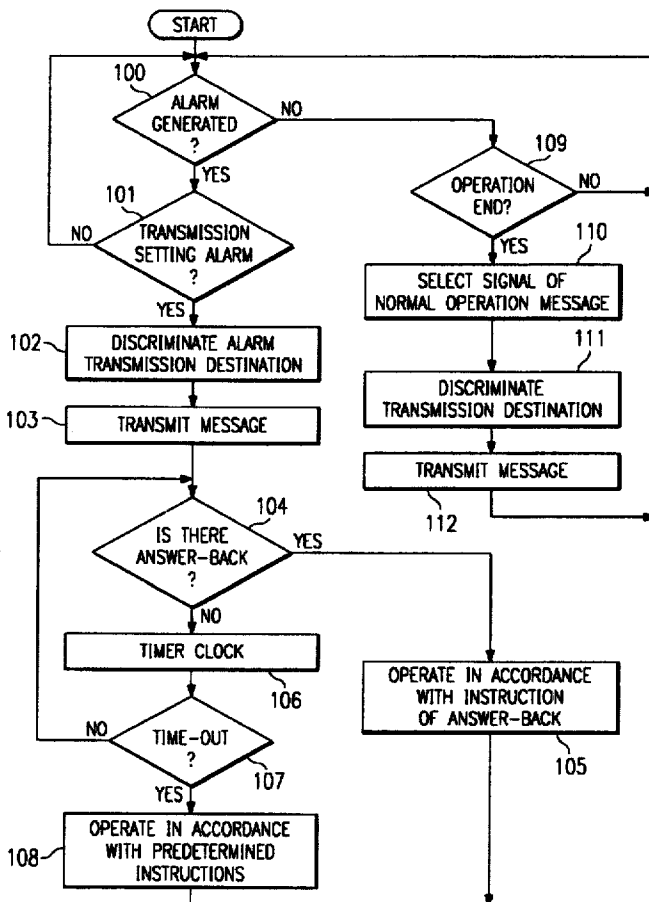 START
100
ALARM
GENERATED
?
NO
YES
109
OPERATION
END?
NO
YES
101
NO
TRANSMISSION
SETTING ALARM
?
YES
110
SELECT SIGNAL OF
NORMAL OPERATION MESSAGE
102
DISCRIMINATE ALARM
TRANSMISSION DESTINATION
111
DISCRIMINATE
TRANSMISSION DESTINATION
103
TRANSMIT MESSAGE
TRANSMIT MESSAGE
112
104
IS THERE
ANSWER-BACK
?
YES
NO
TIMER CLOCK
106
OPERATE IN ACCORDANCE
WITH INSTRUCTION
OF ANSWER-BACK
105
NO
TIME-OUT
?
107
YES
108
OPERATE IN ACCORDANCE
WITH PREDETERMINED
INSTRUCTIONS